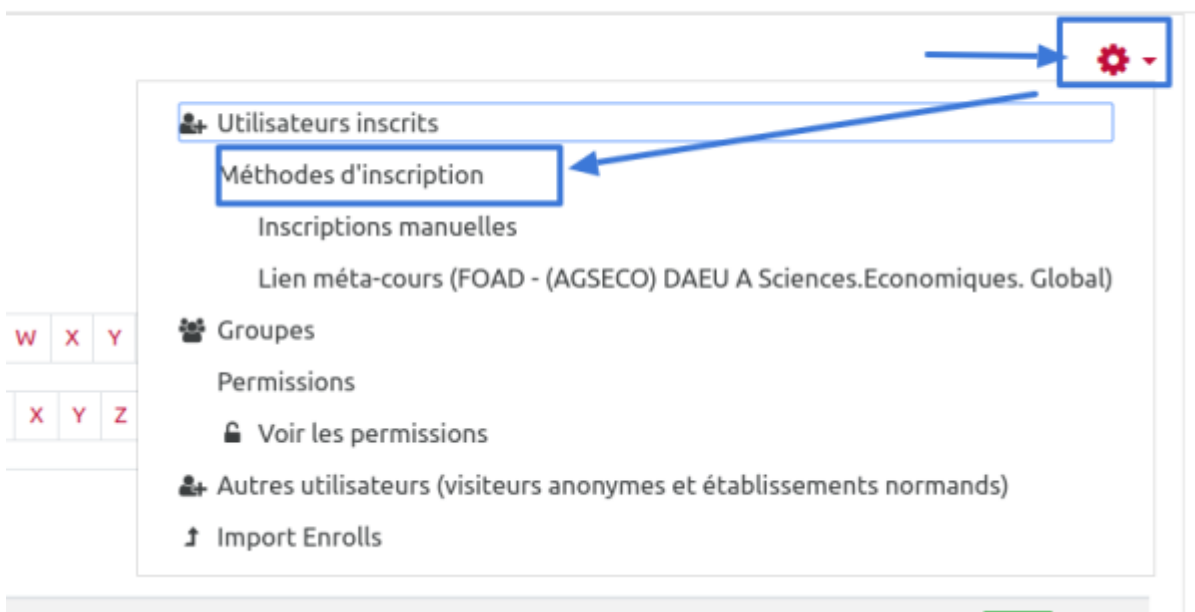 Utilisateurs inscrits
Méthodes d'inscription
Inscriptions manuelles
Lien méta-cours (FOAD - (AGSECO) DAEU A Sciences.Economiques. Global)
W X Y
Groupes
Permissions
X Y Z
Voir les permissions
Autres utilisateurs (visiteurs anonymes et établissements normands)
Import Enrolls